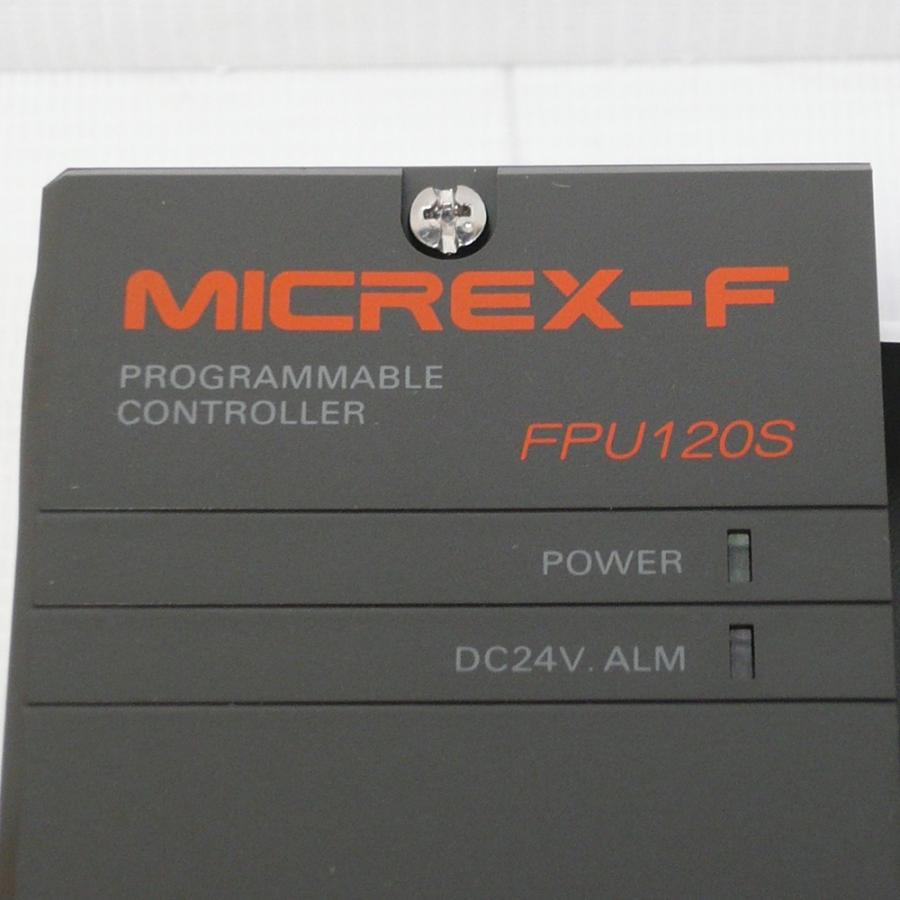 MICREX-F
PROGRAMMABLE
CONTROLLER
FPU120S
POWER
DC24V. ALM